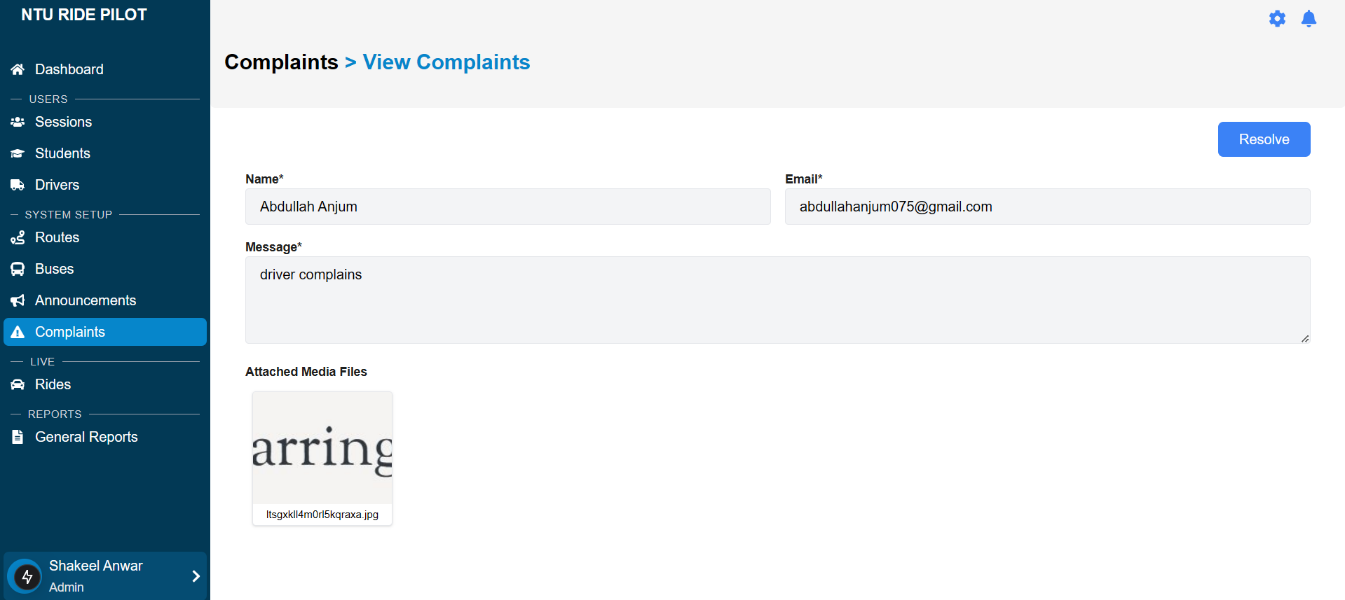 NTU RIDE PILOT
Dashboard
USERS
Sessions
Students
Drivers
SYSTEM SETUP
Routes
Buses
Announcements
Complaints
LIVE
Rides
REPORTS
General Reports
Shakeel Anwar
Admin
Complaints > View Complaints
Resolve
Name* Email*
Abdullah Anjum abdullahanjum075@gmail.com
Message*
driver complains
Attached Media Files
arring